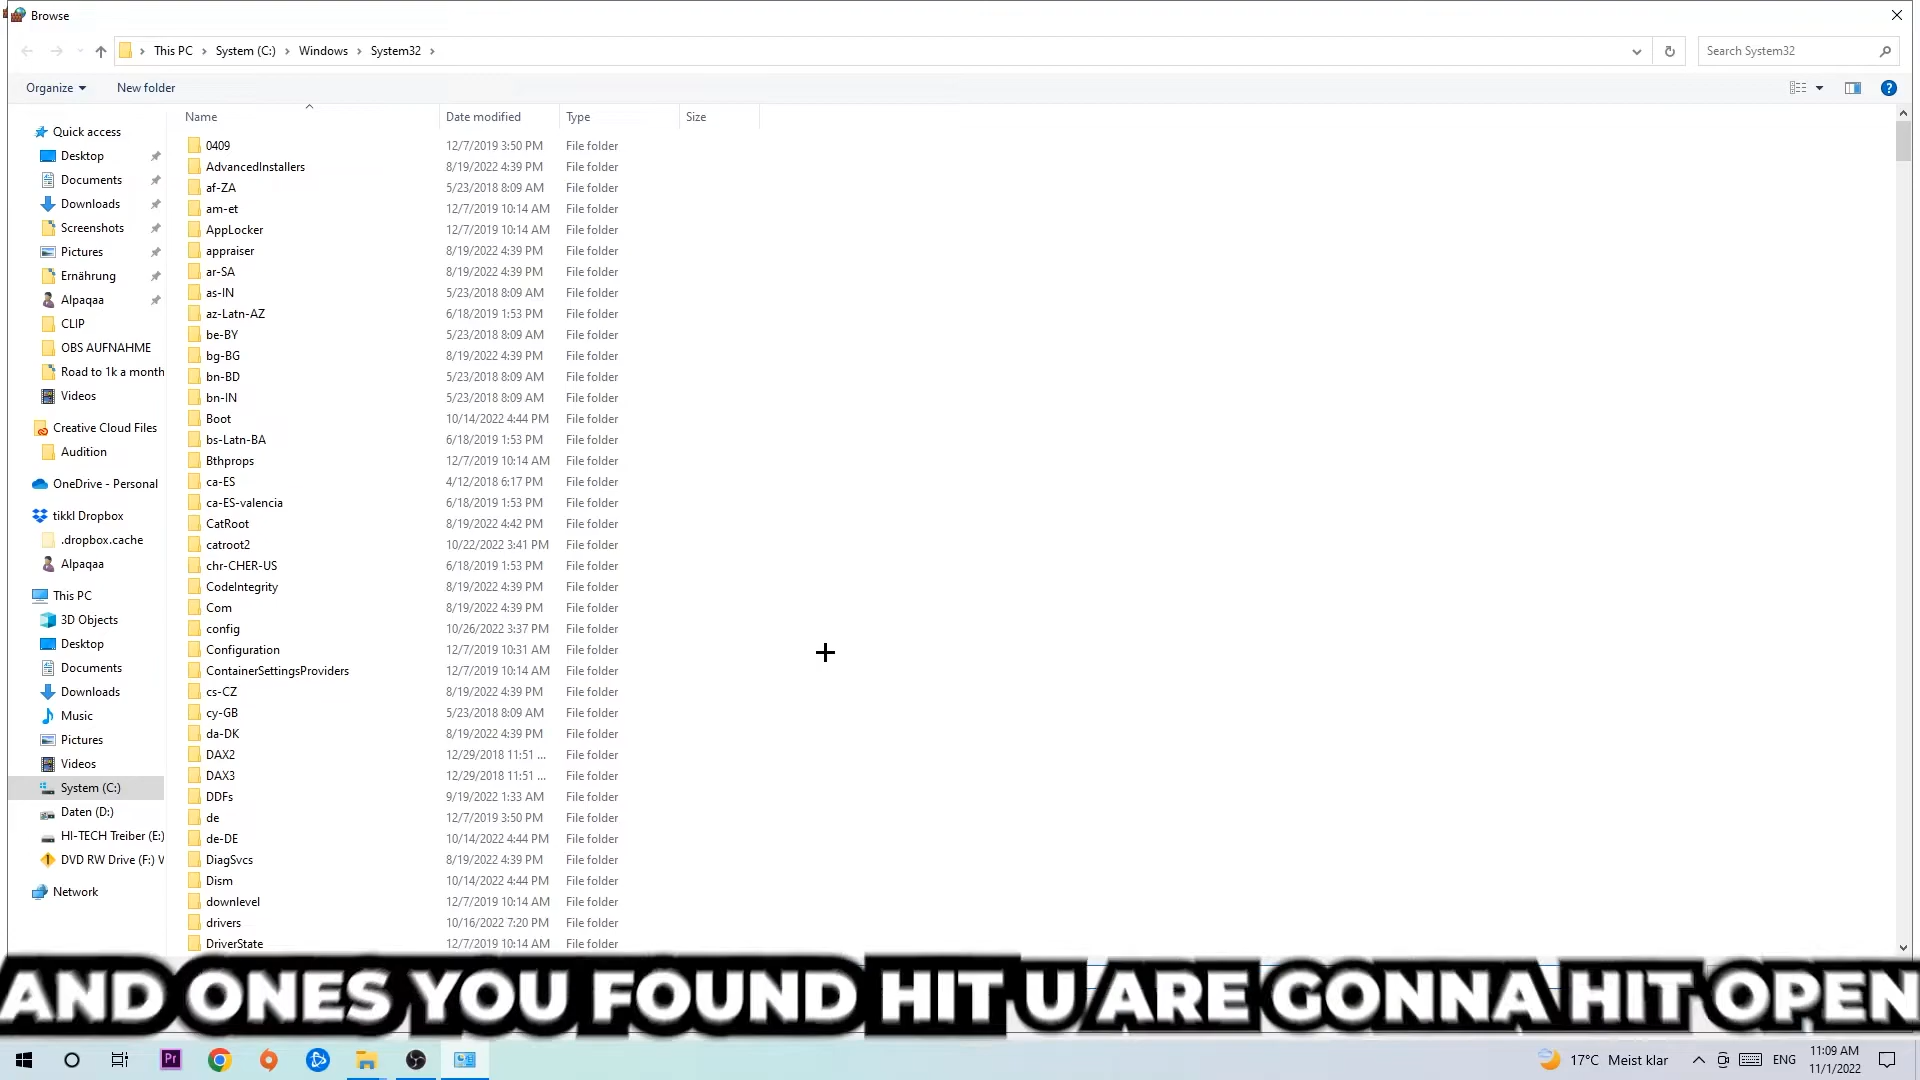 Browse
This PC System (C:) Windows System32
Search System32
Organize New folder
Name Date modified Type Size
Quick access
Desktop
Documents
Downloads
Screenshots
Pictures
Ernährung
Alpaqaa
CLIP
OBS AUFNAHME
Road to 1k a month
Videos
Creative Cloud Files
Audition
OneDrive - Personal
tikkl Dropbox
.dropbox.cache
Alpaqaa
This PC
3D Objects
Desktop
Documents
Downloads
Music
Pictures
Videos
System (C:)
Daten (D:)
HI-TECH Treiber (E:)
DVD RW Drive (F:) V
Network
0409 12/7/2019 3:50 PM File folder
AdvancedInstallers 8/19/2022 4:39 PM File folder
af-ZA 5/23/2018 8:09 AM File folder
am-et 12/7/2019 10:14 AM File folder
AppLocker 12/7/2019 10:14 AM File folder
appraiser 8/19/2022 4:39 PM File folder
ar-SA 8/19/2022 4:39 PM File folder
as-IN 5/23/2018 8:09 AM File folder
az-Latn-AZ 6/18/2019 1:53 PM File folder
be-BY 5/23/2018 8:09 AM File folder
bg-BG 8/19/2022 4:39 PM File folder
bn-BD 5/23/2018 8:09 AM File folder
bn-IN 5/23/2018 8:09 AM File folder
Boot 10/14/2022 4:44 PM File folder
bs-Latn-BA 6/18/2019 1:53 PM File folder
Bthprops 12/7/2019 10:14 AM File folder
ca-ES 4/12/2018 6:17 PM File folder
ca-ES-valencia 6/18/2019 1:53 PM File folder
CatRoot 8/19/2022 4:42 PM File folder
catroot2 10/22/2022 3:41 PM File folder
chr-CHER-US 6/18/2019 1:53 PM File folder
CodeIntegrity 8/19/2022 4:39 PM File folder
Com 8/19/2022 4:39 PM File folder
config 10/26/2022 3:37 PM File folder
Configuration 12/7/2019 10:31 AM File folder
ContainerSettingsProviders 12/7/2019 10:14 AM File folder
cs-CZ 8/19/2022 4:39 PM File folder
cy-GB 5/23/2018 8:09 AM File folder
da-DK 8/19/2022 4:39 PM File folder
DAX2 12/29/2018 11:51 ... File folder
DAX3 12/29/2018 11:51 ... File folder
DDFs 9/19/2022 1:33 AM File folder
de 12/7/2019 3:50 PM File folder
de-DE 10/14/2022 4:44 PM File folder
DiagSvcs 8/19/2022 4:39 PM File folder
Dism 10/14/2022 4:44 PM File folder
downlevel 12/7/2019 10:14 AM File folder
drivers 10/16/2022 7:20 PM File folder
DriverState 12/7/2019 10:14 AM File folder
AND ONES YOU FOUND HIT U ARE GONNA HIT OPEN
Pr
17°C Meist klar ENG 11:09 AM
11/1/2022